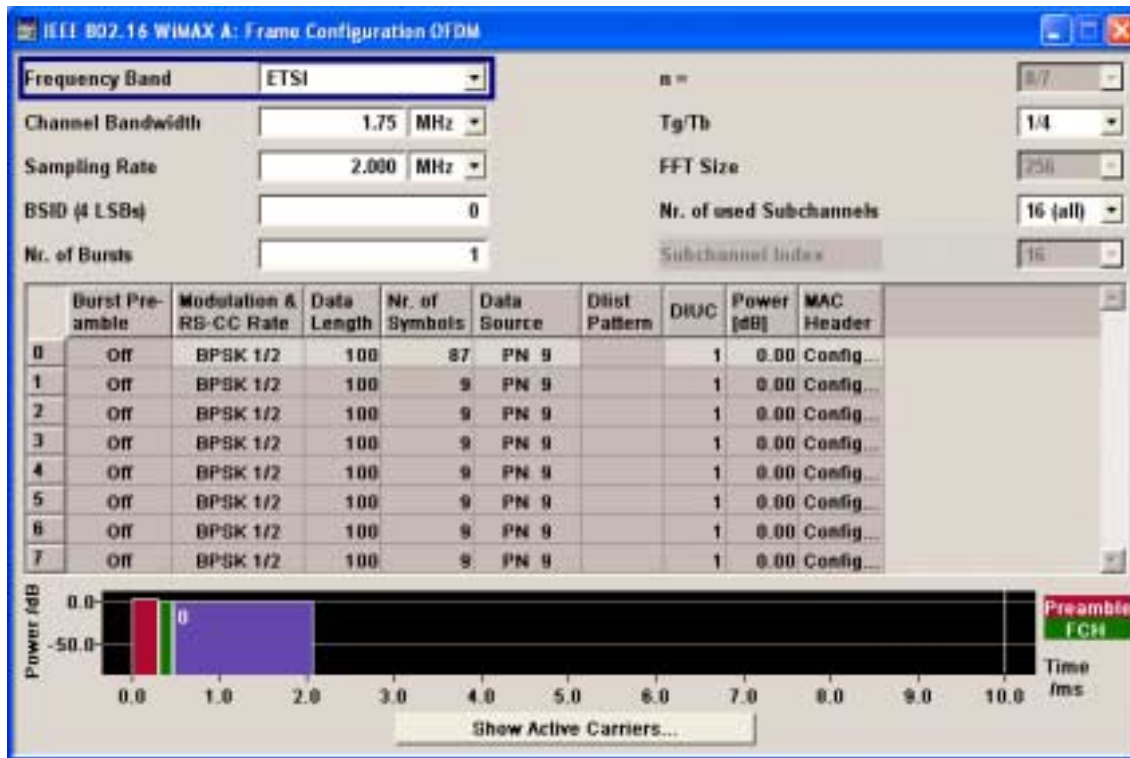 IEEE 802.16 WiMAX A: Frame Configuration OFDM
Frequency Band ETSI n = 8/7
Channel Bandwidth 1.75 MHz Tg/Tb 1/4
Sampling Rate 2.000 MHz FFT Size 256
BSID (4 LSBs) 0 Nr. of used Subchannels 16 (all)
Nr. of Bursts 1 Subchannel Index 16
Burst Pre- Modulation & Data Nr. of Data Dlist DIUC Power MAC
amble RS-CC Rate Length Symbols Source Pattern [dB] Header
0 Off BPSK 1/2 100 87 PN 9 1 0.00 Config...
1 Off BPSK 1/2 100 9 PN 9 1 0.00 Config...
2 Off BPSK 1/2 100 9 PN 9 1 0.00 Config...
3 Off BPSK 1/2 100 9 PN 9 1 0.00 Config...
4 Off BPSK 1/2 100 9 PN 9 1 0.00 Config...
5 Off BPSK 1/2 100 9 PN 9 1 0.00 Config...
6 Off BPSK 1/2 100 9 PN 9 1 0.00 Config...
7 Off BPSK 1/2 100 9 PN 9 1 0.00 Config...
Power /dB
0.0
-50.0
0
Preamble
FCH
Time
/ms
0.0 1.0 2.0 3.0 4.0 5.0 6.0 7.0 8.0 9.0 10.0
Show Active Carriers...